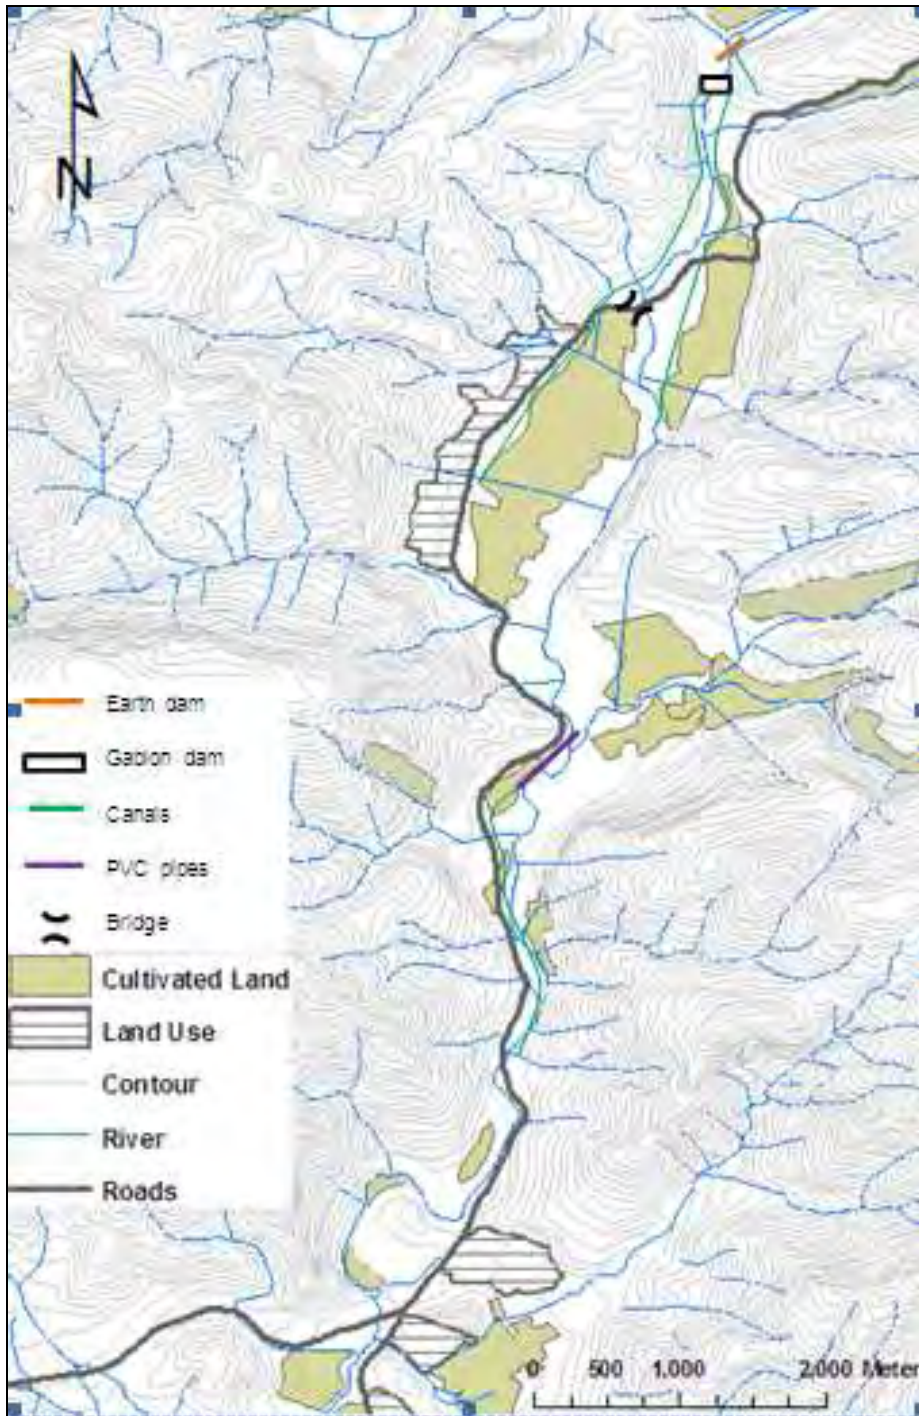 N
Earth dam
Gabion dam
Canals
PVC pipes
Bridge
Cultivated Land
Land Use
Contour
River
Roads
0 500 1.000 2.000 Meter